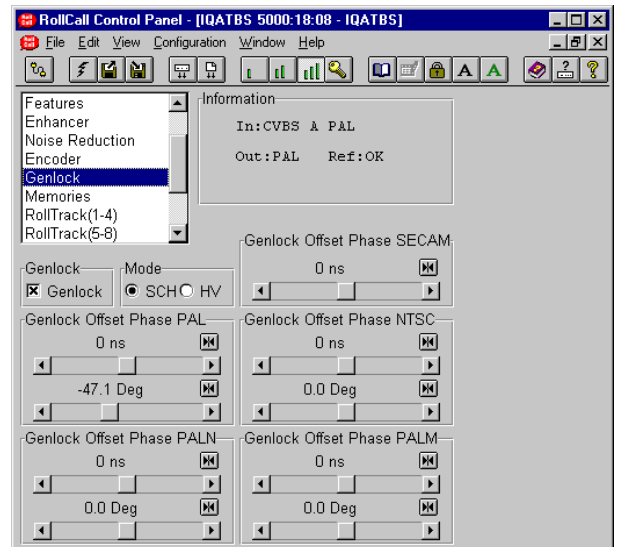 RollCall Control Panel - [IQATBS 5000:18:08 - IQATBS]
File Edit View Configuration Window Help
A A
Features
Enhancer
Noise Reduction
Encoder
Genlock
Memories
RollTrack(1-4)
RollTrack(5-8)
Information
In:CVBS A PAL
Out:PAL Ref:OK
Genlock Offset Phase SECAM
0 ns
Genlock
Genlock
Mode
SCH HV
Genlock Offset Phase PAL
0 ns
-47.1 Deg
Genlock Offset Phase NTSC
0 ns
0.0 Deg
Genlock Offset Phase PALN
0 ns
0.0 Deg
Genlock Offset Phase PALM
0 ns
0.0 Deg